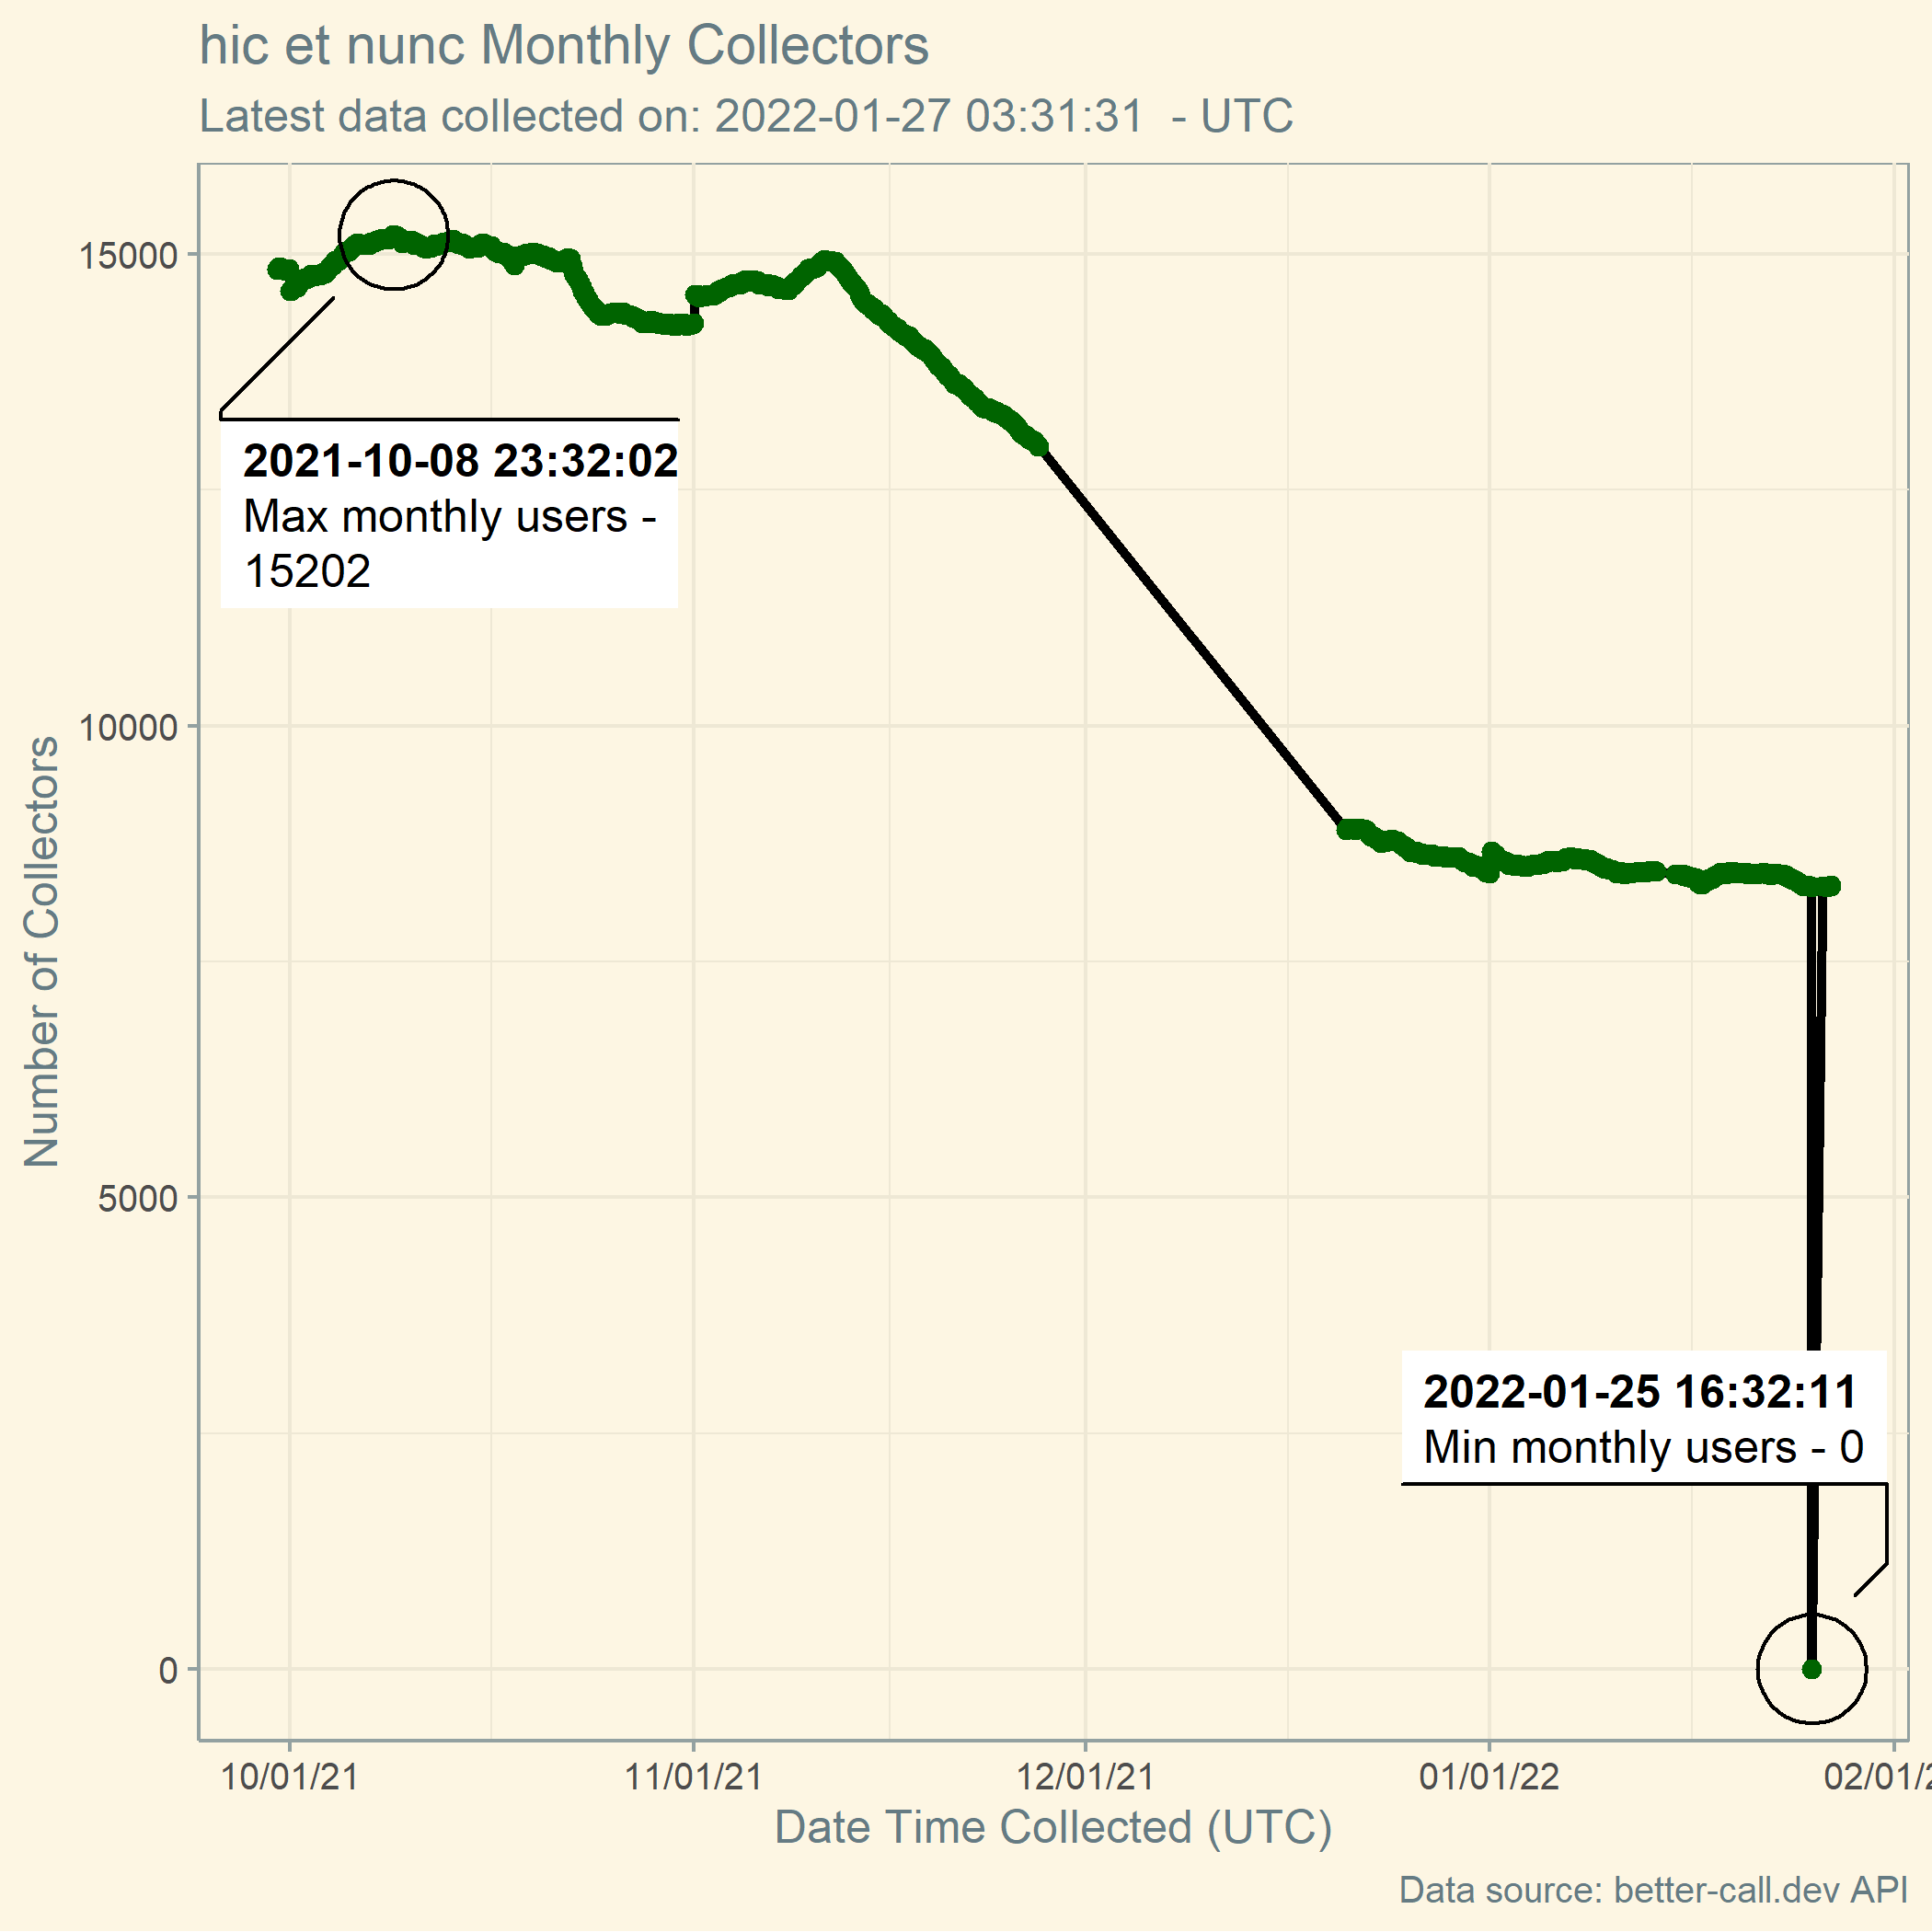 hic et nunc Monthly Collectors
Latest data collected on: 2022-01-27 03:31:31 - UTC
Number of Collectors
15000
10000
5000
0
2021-10-08 23:32:02
Max monthly users -
15202
2022-01-25 16:32:11
Min monthly users - 0
10/01/21
11/01/21
12/01/21
01/01/22
02/01/2
Date Time Collected (UTC)
Data source: better-call.dev API